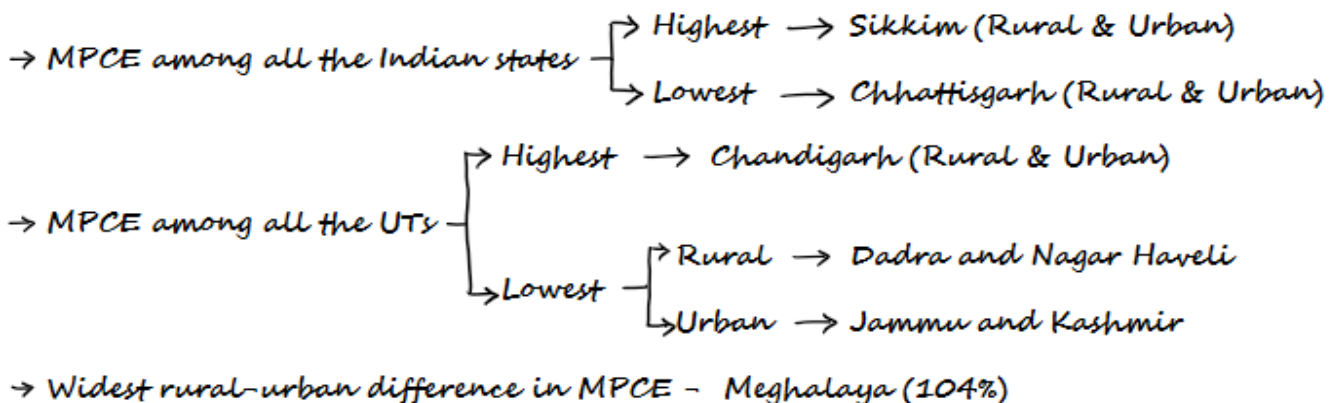 Highest → Sikkim (Rural & Urban)
→ MPCE among all the Indian states
Lowest → Chhattisgarh (Rural & Urban)
Highest → Chandigarh (Rural & Urban)
→ MPCE among all the UTs
Rural → Dadra and Nagar Haveli
Lowest
Urban → Jammu and Kashmir
→ Widest rural-urban difference in MPCE - Meghalaya (104%)